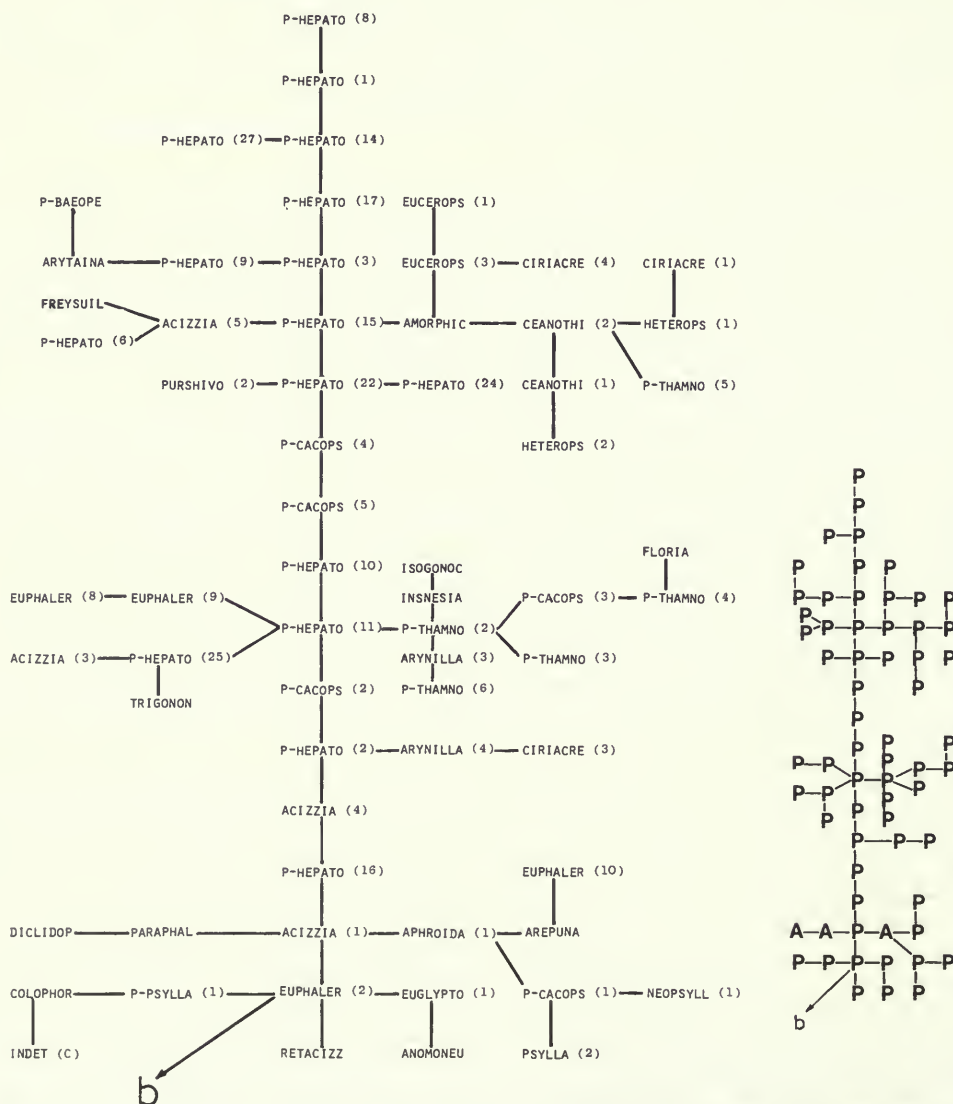 P-HEPATO (8)
P-HEPATO (1)
P-HEPATO (27) P-HEPATO (14)
P-HEPATO (17) EUCEROPS (1)
P-BAEOPE
ARYTAINA P-HEPATO (9) P-HEPATO (3) EUCEROPS (3) CIRIACRE (4) CIRIACRE (1)
FREYSUIL
ACIZZIA (5) P-HEPATO (15) AMORPHIC CEANOTHI (2) HETEROPS (1)
P-HEPATO (6)
PURSHIVO (2) P-HEPATO (22) P-HEPATO (24) CEANOTHI (1) P-THAMNO (5)
P-CACOPS (4) HETEROPS (2)
P-CACOPS (5)
P-HEPATO (10) ISOGONOC FLORIA
EUPHALER (8) EUPHALER (9) INSNESIA P-CACOPS (3) P-THAMNO (4)
P-HEPATO (11) P-THAMNO (2)
ACIZZIA (3) P-HEPATO (25) ARYNILLA (3) P-THAMNO (3)
P-CACOPS (2) P-THAMNO (6)
TRIGONON
P-HEPATO (2) ARYNILLA (4) CIRIACRE (3)
ACIZZIA (4)
P-HEPATO (16) EUPHALER (10)
DICLIDOP PARAPHAL ACIZZIA (1) APHROIDA (1) AREPUNA
COLOPHOR P-PSYLLA (1) EUPHALER (2) EUGLYPTO (1) P-CACOPS (1) NEOPSYLL (1)
INDET (C) RETACIZZ ANOMONEU PSYLLA (2)
b
P
P
P P
P P P
P P P P P P P
P
P P P P P P P
P
P P P P P
P P P
P
P P P
P P P P P P
P P
P P P P P P
P P P
P P P
P P P
P
P P
A A P A P
P P P P P P P
P P P
b